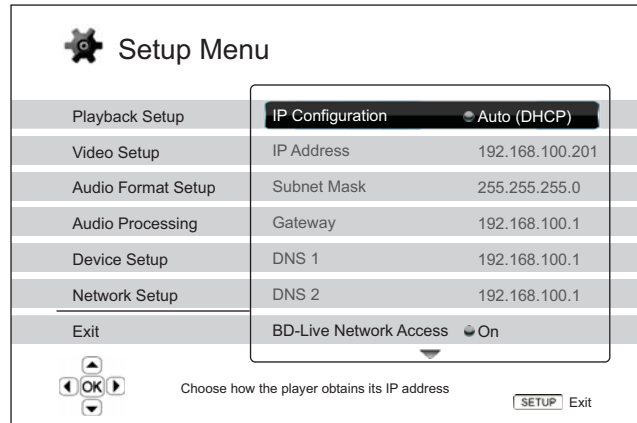 Setup Menu
Playback Setup
Video Setup
Audio Format Setup
Audio Processing
Device Setup
Network Setup
Exit
IP Configuration Auto (DHCP)
IP Address 192.168.100.201
Subnet Mask 255.255.255.0
Gateway 192.168.100.1
DNS 1 192.168.100.1
DNS 2 192.168.100.1
BD-Live Network Access On
OK
Choose how the player obtains its IP address
SETUP Exit